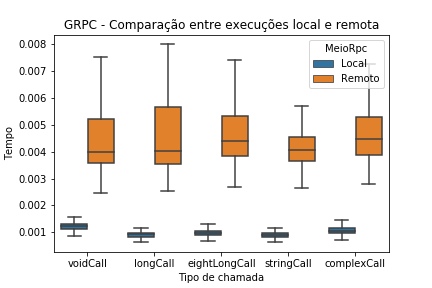 GRPC - Comparação entre execuções local e remota
MeioRpc
Local
Remoto
0.008
0.007
0.006
0.005
0.004
0.003
0.002
0.001
Tempo
voidCall longCall eightLongCall stringCall complexCall
Tipo de chamada